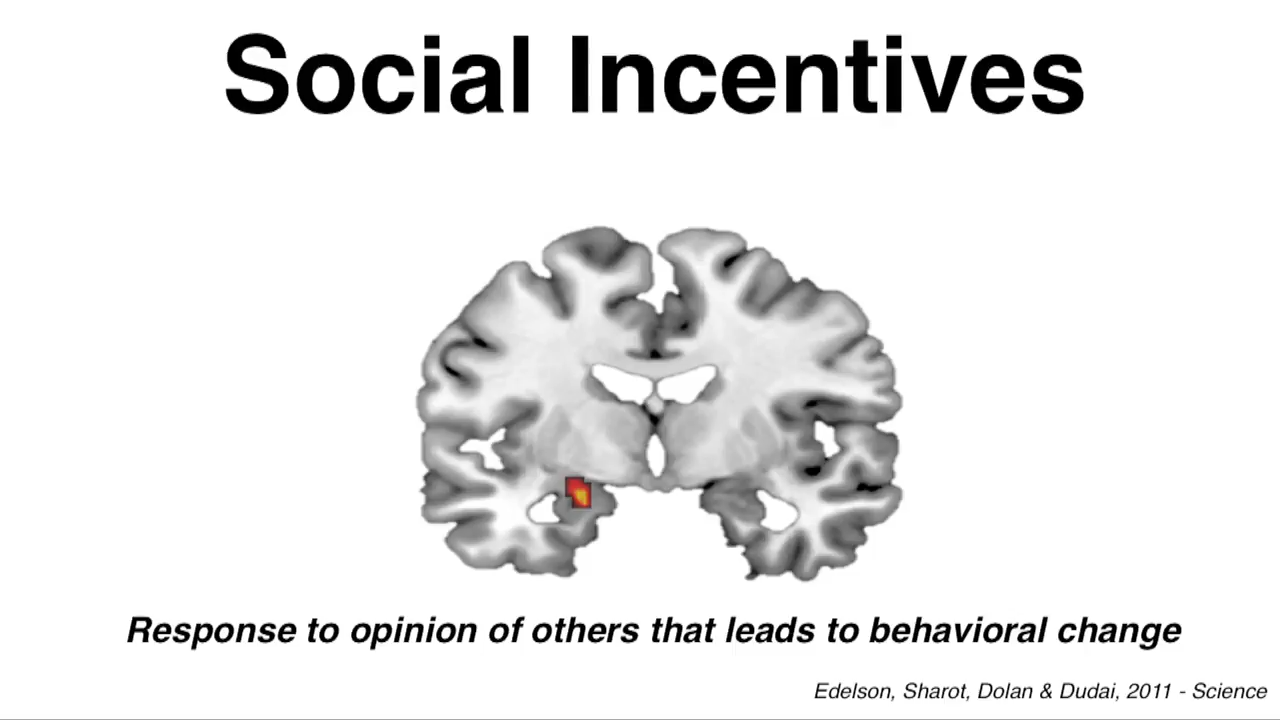 Social Incentives
Response to opinion of others that leads to behavioral change
Edelson, Sharot, Dolan & Dudai, 2011 - Science